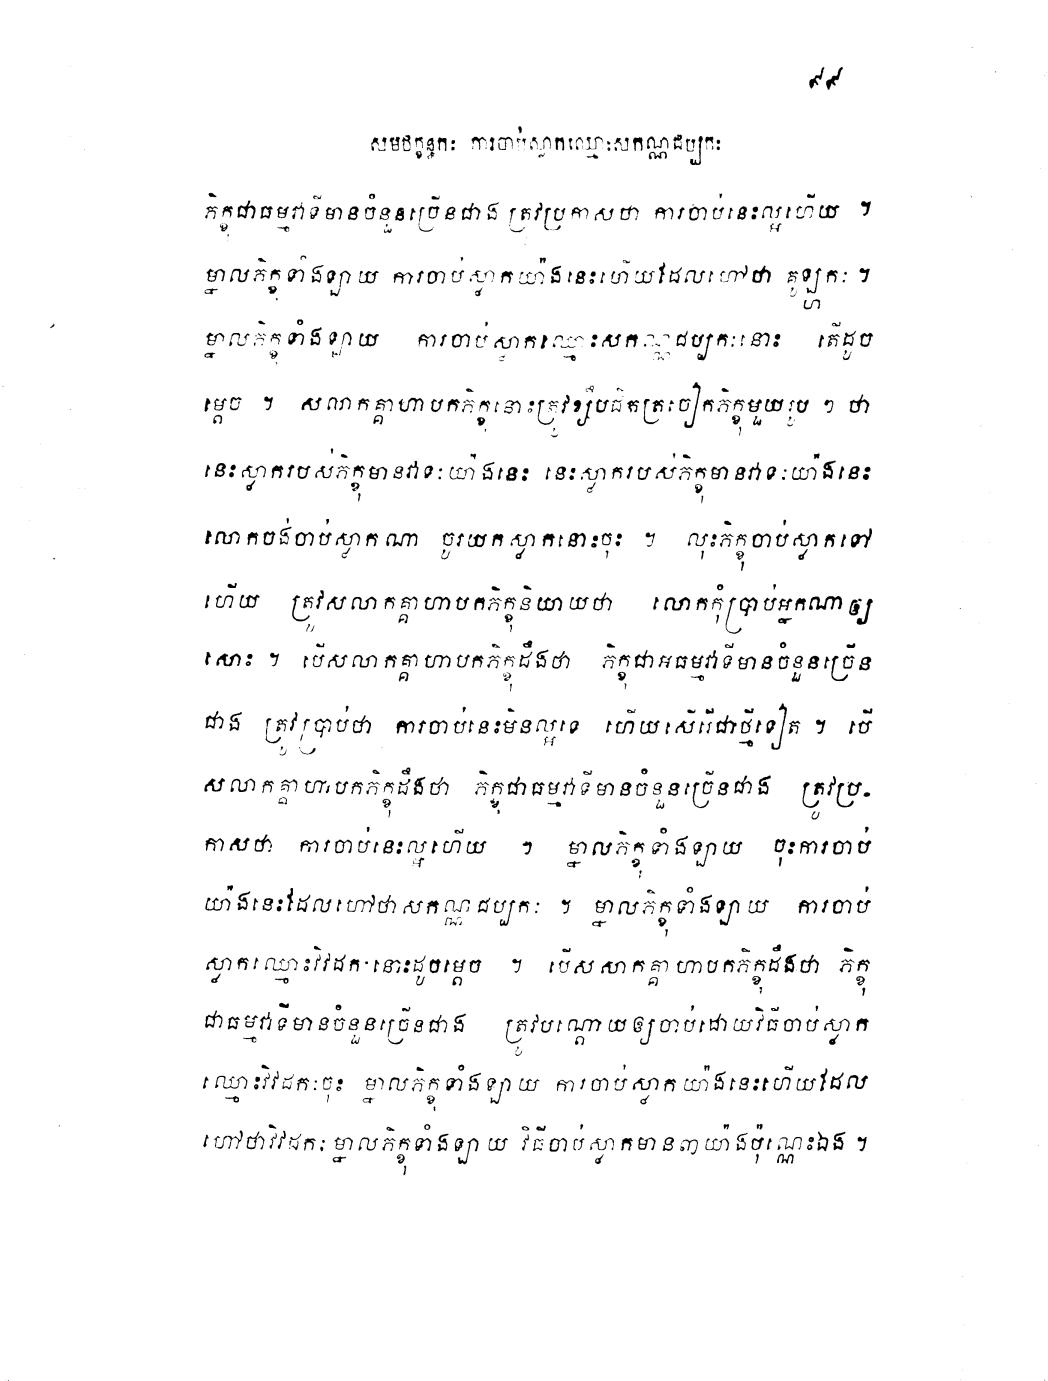 ៩៩
សមថក្ខន្ធកៈ ការចាប់ស្លាកឈ្មោះសកណ្ណជប្បកៈ
ភិក្ខុជាធម្មវាទីមានចំនួនច្រើនជាង ត្រូវប្រកាសថា ការចាប់នេះល្អហើយ ។
ម្នាលភិក្ខុទាំងឡាយ ការចាប់ស្លាកយ៉ាងនេះហើយដែលហៅថា គូឡ្ហកៈ ។
ម្នាលភិក្ខុទាំងឡាយ ការចាប់ស្លាកឈ្មោះសកណ្ណជប្បកៈនោះ តើដូច
ម្តេច ។ សលាកគ្គាហាបកភិក្ខុនោះត្រូវខ្សឹបជិតត្រចៀកភិក្ខុមួយរូប ៗ ថា
នេះស្លាករបស់ភិក្ខុមានវាទៈយ៉ាងនេះ នេះស្លាករបស់ភិក្ខុមានវាទៈយ៉ាងនេះ
លោកចង់ចាប់ស្លាកណា ចូរយកស្លាកនោះចុះ ។ លុះភិក្ខុចាប់ស្លាកទៅ
ហើយ ត្រូវសលាកគ្គាហាបកភិក្ខុនិយាយថា លោកកុំប្រាប់អ្នកណាឲ្យ
សោះ ។ បើសលាកគ្គាហាបកភិក្ខុដឹងថា ភិក្ខុជាអធម្មវាទីមានចំនួនច្រើន
ជាង ត្រូវប្រាប់ថា ការចាប់នេះមិនល្អទេ ហើយសើរើជាថ្មីទៀត ។ បើ
សលាកគ្គាហាបកភិក្ខុដឹងថា ភិក្ខុជាធម្មវាទីមានចំនួនច្រើនជាង ត្រូវប្រ-
កាសថា ការចាប់នេះល្អហើយ ។ ម្នាលភិក្ខុទាំងឡាយ ចុះការចាប់
យ៉ាងនេះដែលហៅថាសកណ្ណជប្បកៈ ។ ម្នាលភិក្ខុទាំងឡាយ ការចាប់
ស្លាកឈ្មោះវិវដកៈនោះដូចម្តេច ។ បើសលាកគ្គាហាបកភិក្ខុដឹងថា ភិក្ខុ
ជាធម្មវាទីមានចំនួនច្រើនជាង ត្រូវបណ្តោយឲ្យចាប់ដោយវិធីចាប់ស្លាក
ឈ្មោះវិវដកៈចុះ ម្នាលភិក្ខុទាំងឡាយ ការចាប់ស្លាកយ៉ាងនេះហើយដែល
ហៅថាវិវដកៈ ម្នាលភិក្ខុទាំងឡាយ វិធីចាប់ស្លាកមាន៣យ៉ាងប៉ុណ្ណេះឯង ។